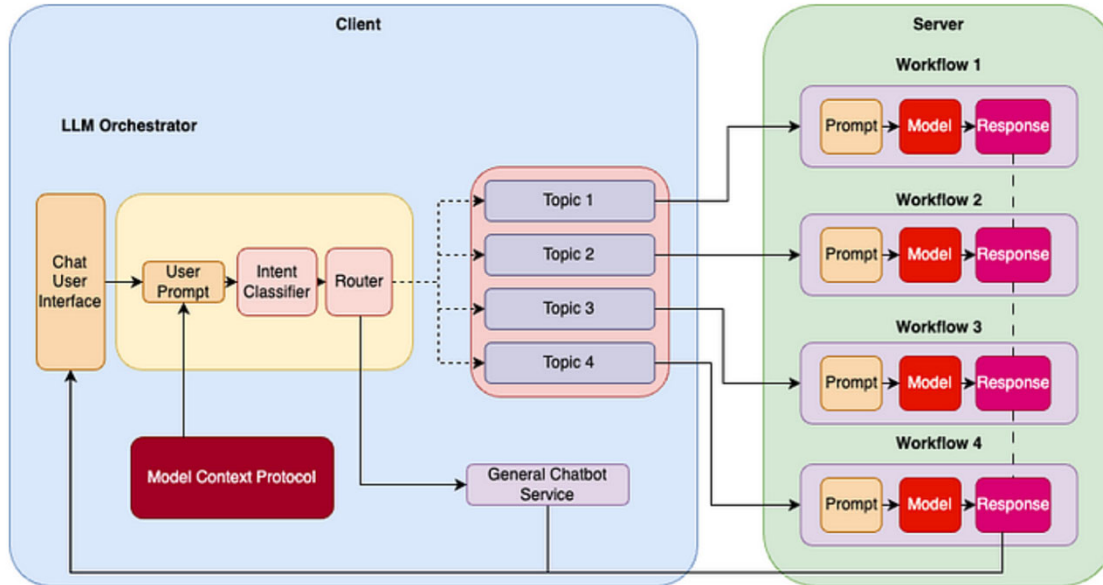 Client
Server
LLM Orchestrator
Chat
User
Interface
User
Prompt
Intent
Classifier
Router
Model Context Protocol
Topic 1
Topic 2
Topic 3
Topic 4
General Chatbot
Service
Workflow 1
Prompt
Model
Response
Workflow 2
Prompt
Model
Response
Workflow 3
Prompt
Model
Response
Workflow 4
Prompt
Model
Response